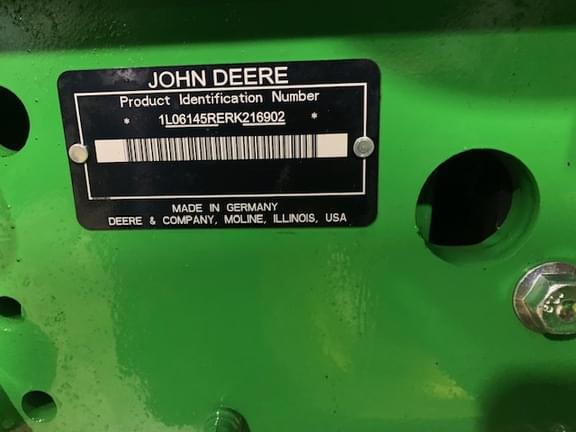 JOHN DEERE
Product Identification Number
* 1L06145RERK216902 *
MADE IN GERMANY
DEERE & COMPANY, MOLINE, ILLINOIS, USA